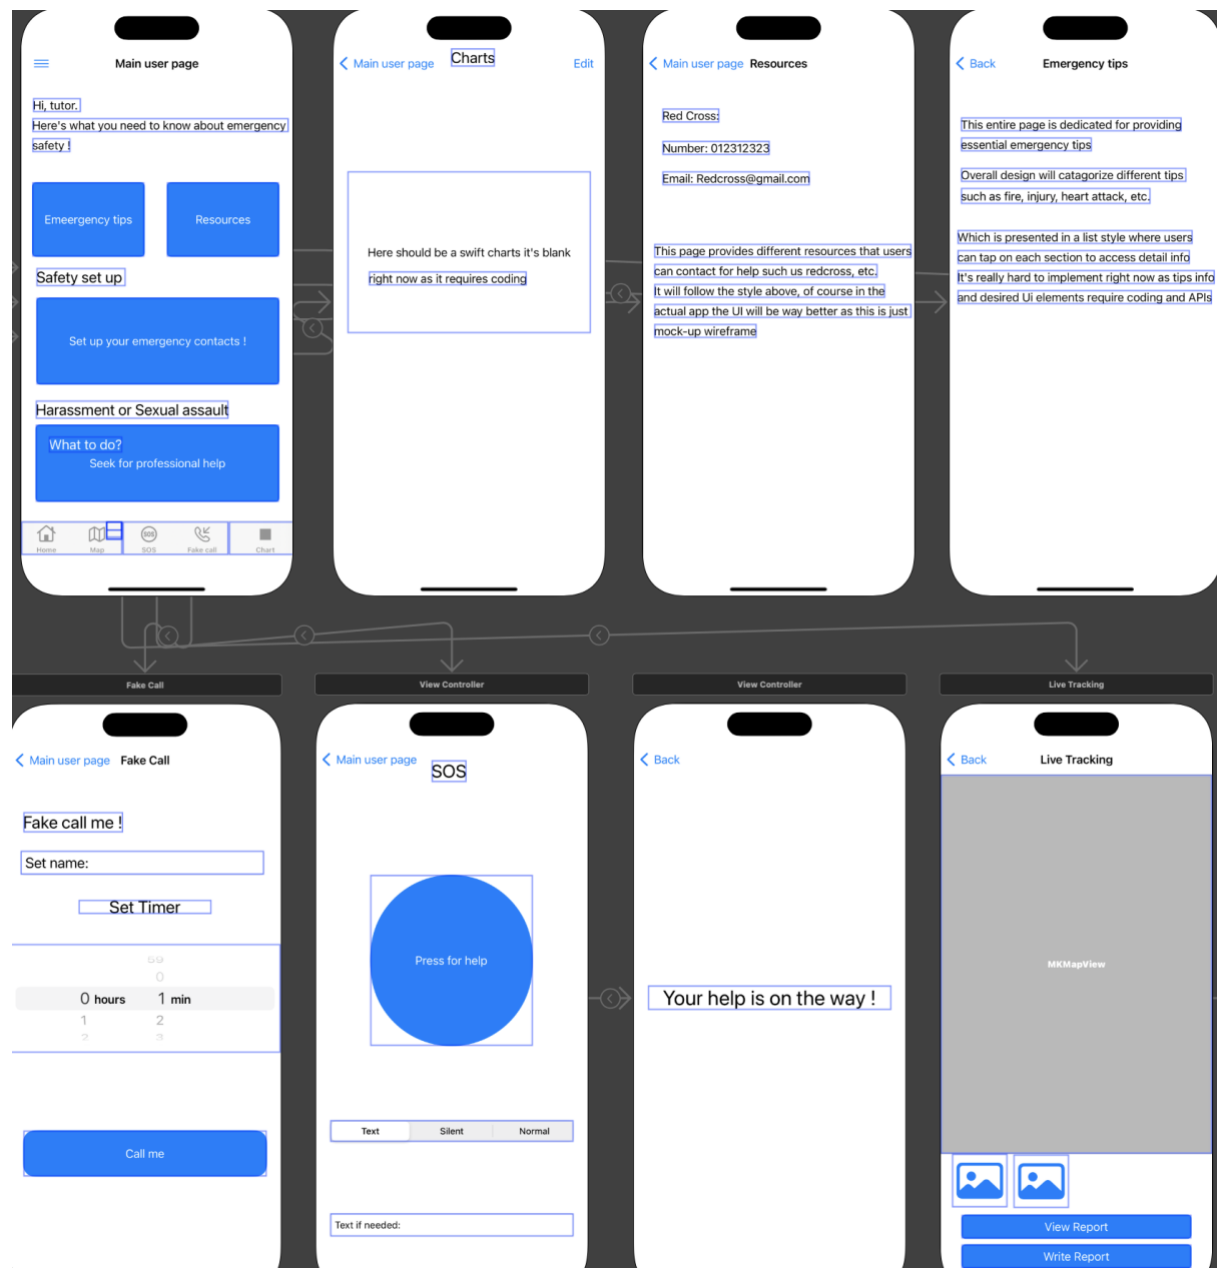 Main user page
Hi, tutor.
Here's what you need to know about emergency
safety !
Emeergency tips
Resources
Safety set up
Set up your emergency contacts !
Harassment or Sexual assault
What to do?
Seek for professional help
Home
Map
SOS
SOS
Fake call
Chart
Main user page
Charts
Edit
Here should be a swift charts it's blank
right now as it requires coding
Main user page
Resources
Red Cross:
Number: 012312323
Email: Redcross@gmail.com
This page provides different resources that users
can contact for help such us redcross, etc.
It will follow the style above, of course in the
actual app the UI will be way better as this is just
mock-up wireframe
Back
Emergency tips
This entire page is dedicated for providing
essential emergency tips
Overall design will catagorize different tips
such as fire, injury, heart attack, etc.
Which is presented in a list style where users
can tap on each section to access detail info
It's really hard to implement right now as tips info
and desired Ui elements require coding and APIs
Fake Call
Main user page
Fake Call
Fake call me !
Set name:
Set Timer
59
0
0 hours 1 min
1 2
2 3
Call me
View Controller
Main user page
SOS
Press for help
Text
Silent
Normal
Text if needed:
View Controller
Back
Your help is on the way !
Live Tracking
Back
Live Tracking
MKMapView
View Report
Write Report